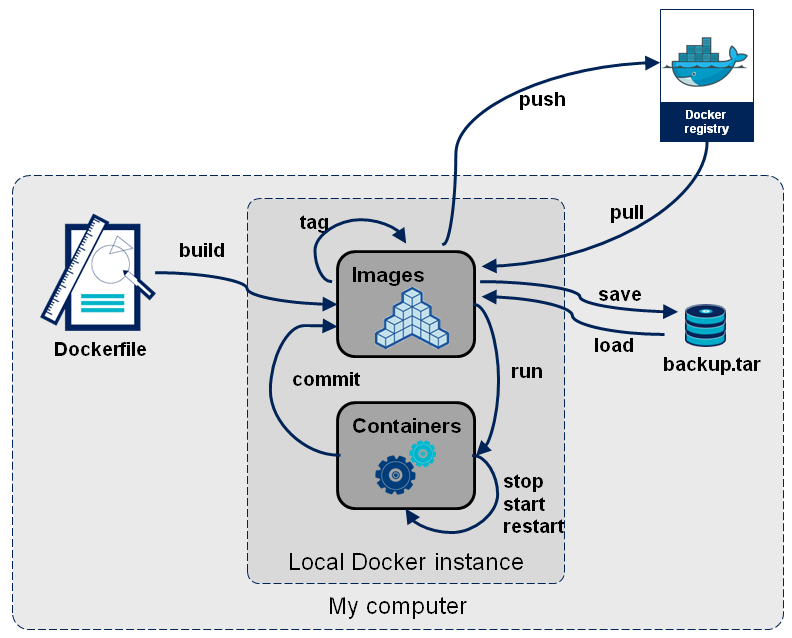 Docker
registry
push
pull
tag
build
Images
save
load
backup.tar
Dockerfile
commit
run
Containers
stop
start
restart
Local Docker instance
My computer